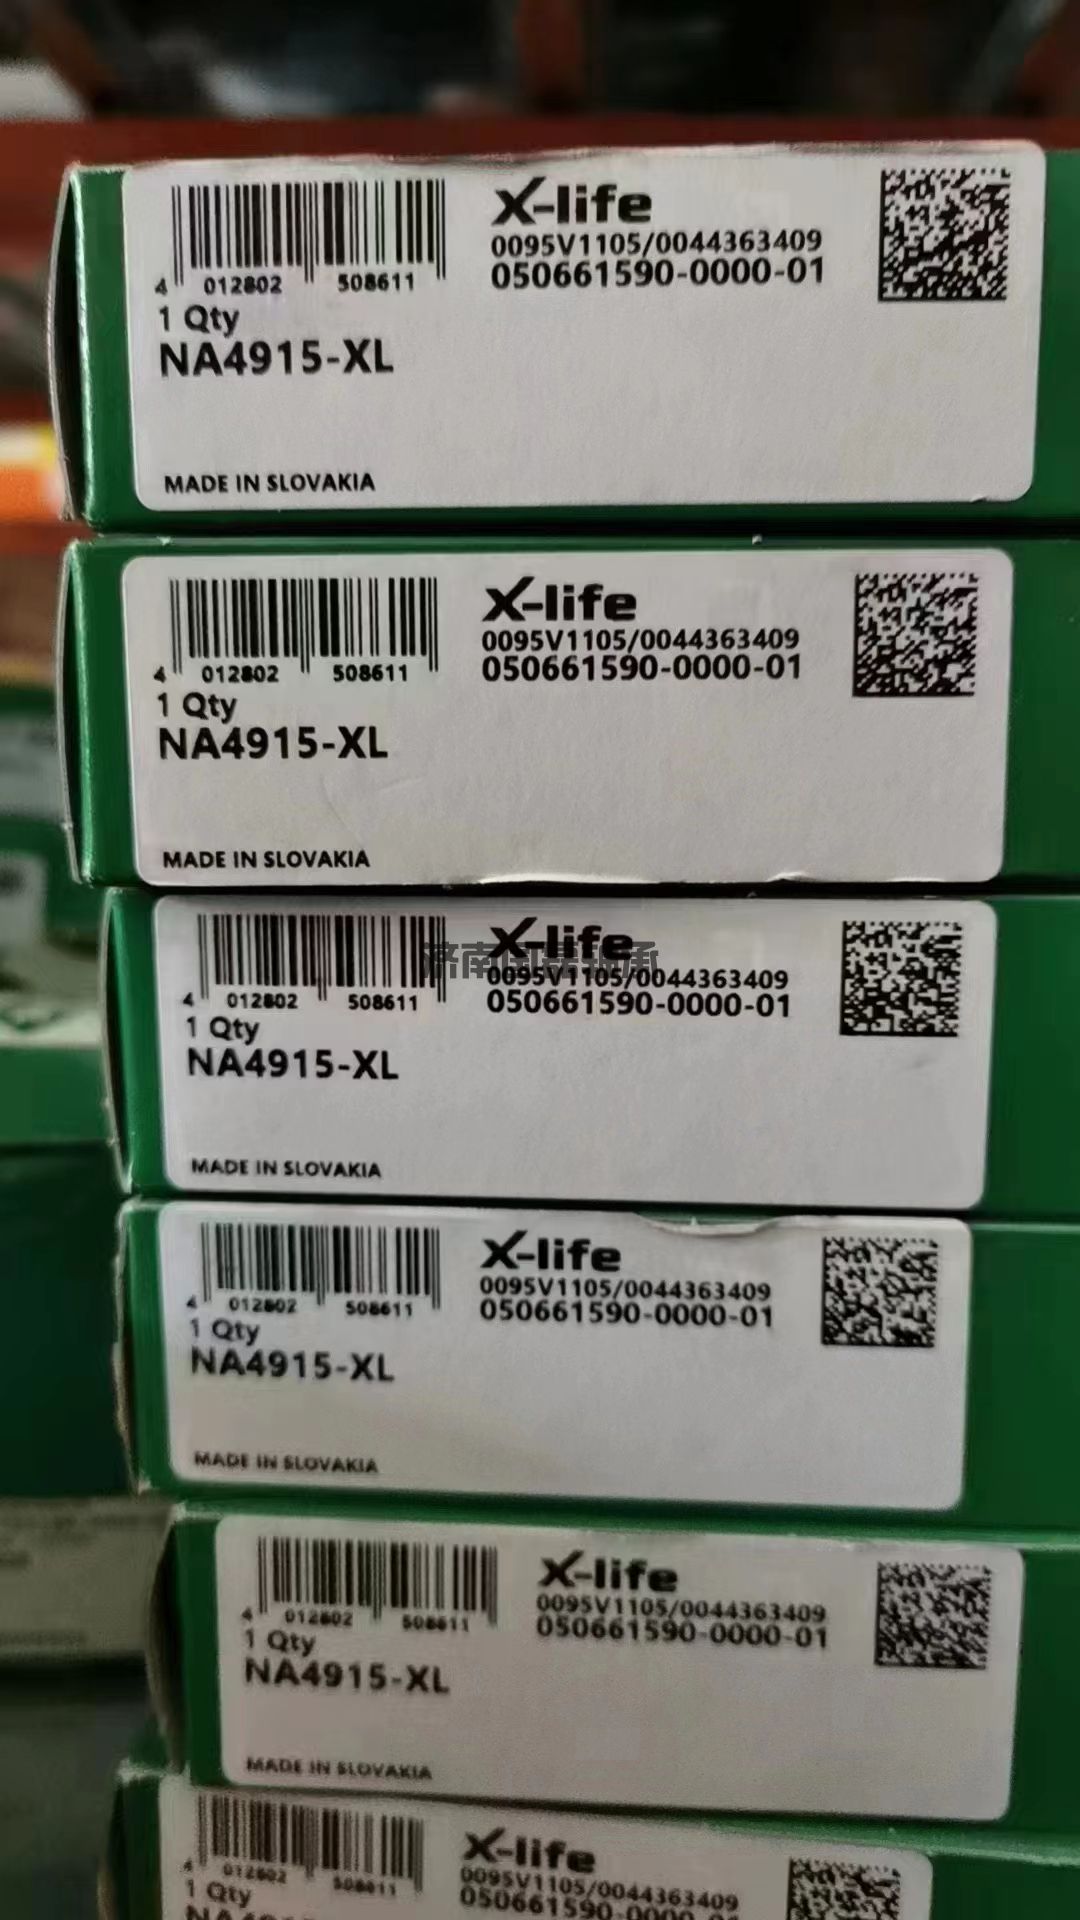 X-life
0095V1105/0044363409
050661590-0000-01
4 012802 508611
1 Qty
NA4915-XL
MADE IN SLOVAKIA
X-life
0095V1105/0044363409
050661590-0000-01
4 012802 508611
1 Qty
NA4915-XL
MADE IN SLOVAKIA
X-life
0095V1105/0044363409
050661590-0000-01
4 012802 508611
1 Qty
NA4915-XL
MADE IN SLOVAKIA
X-life
0095V1105/0044363409
050661590-0000-01
4 012802 508611
1 Qty
NA4915-XL
MADE IN SLOVAKIA
X-life
0095V1105/0044363409
050661590-0000-01
4 012802 508611
1 Qty
NA4915-XL
MADE IN SLOVAKIA
X-life
0095V1105/0044363409
050661590-0000
4 012802 508611
1 Qty